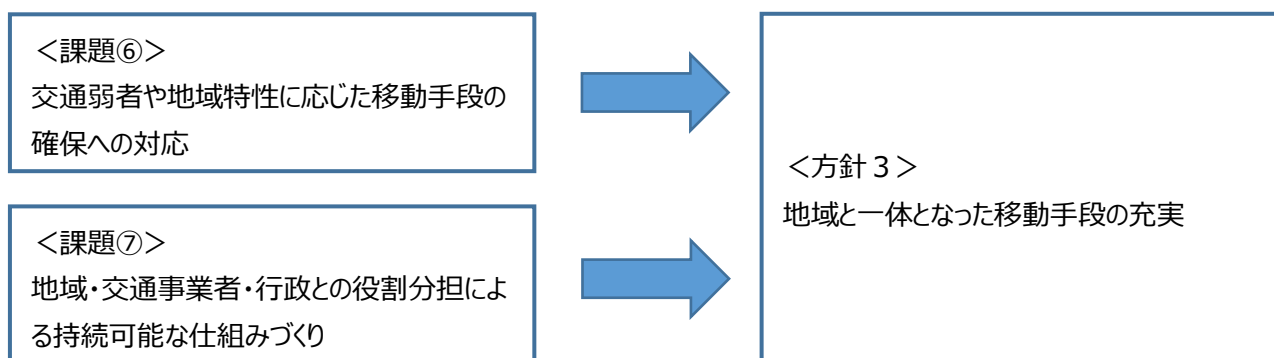 ＜課題⑥＞
交通弱者や地域特性に応じた移動手段の
確保への対応
＜課題⑦＞
地域・交通事業者・行政との役割分担によ
る持続可能な仕組みづくり
＜方針３＞
地域と一体となった移動手段の充実